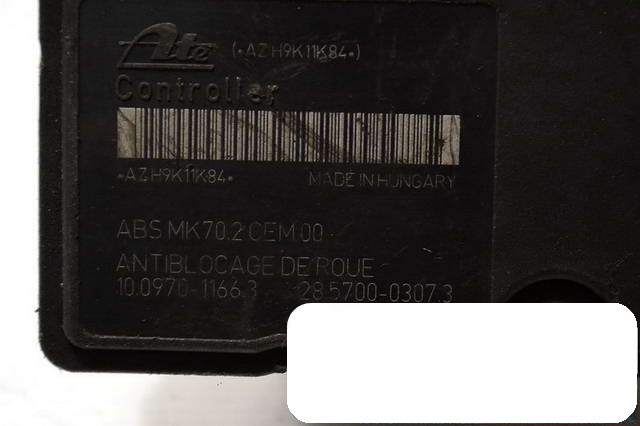 Ate (*AZH9K11K84*)
Controller
*AZH9K11K84* MADE IN HUNGARY
ABS MK70.2 CEM.00
ANTIBLOCAGE DE ROUE
10.0970-1166.3 28.5700-0307.3